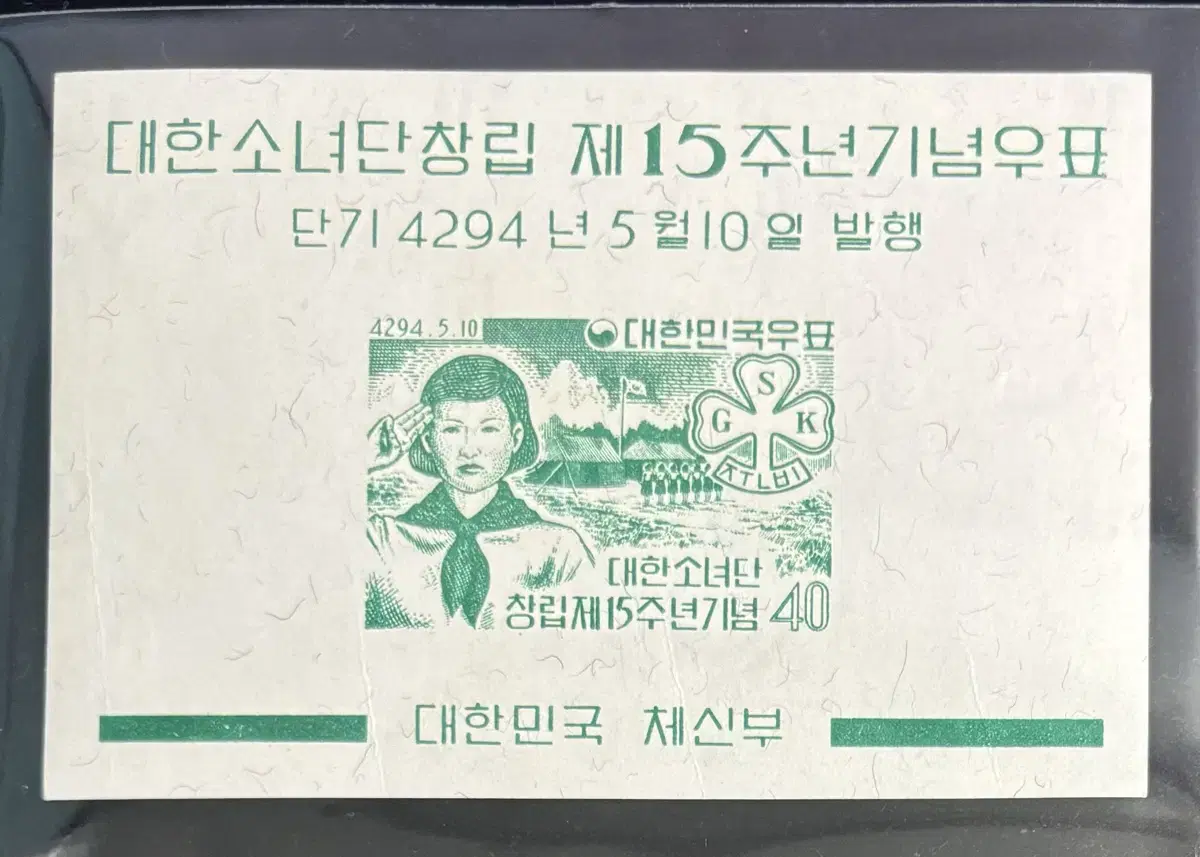 대한소녀단창립 제15주년기념우표
단기 4294 년 5 월 10 일 발행
4294.5.10
대한민국우표
S
G K
준비
대한소녀단
창립제15주년기념 40
대한민국 체신부